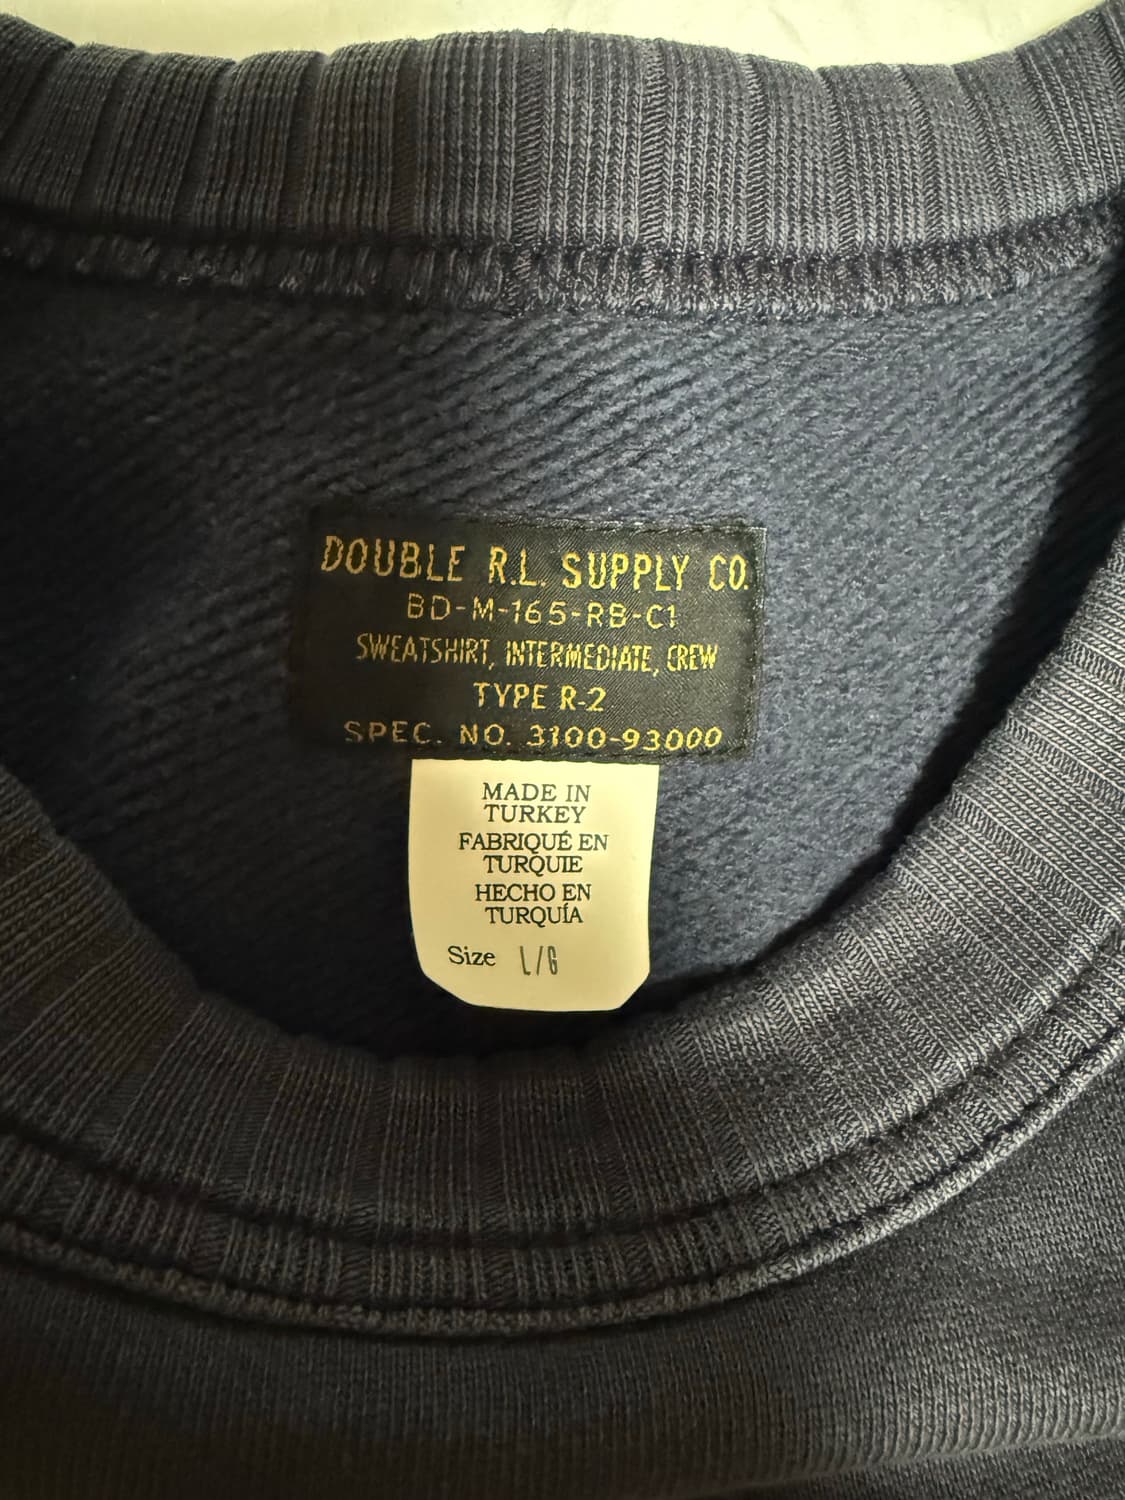 DOUBLE R.L. SUPPLY CO.
BD-M-165-RB-C1
SWEATSHIRT, INTERMEDIATE, CREW
TYPE R-2
SPEC. NO. 3100-93000
MADE IN
TURKEY
FABRIQUÉ EN
TURQUIE
HECHO EN
TURQUÍA
Size L/G